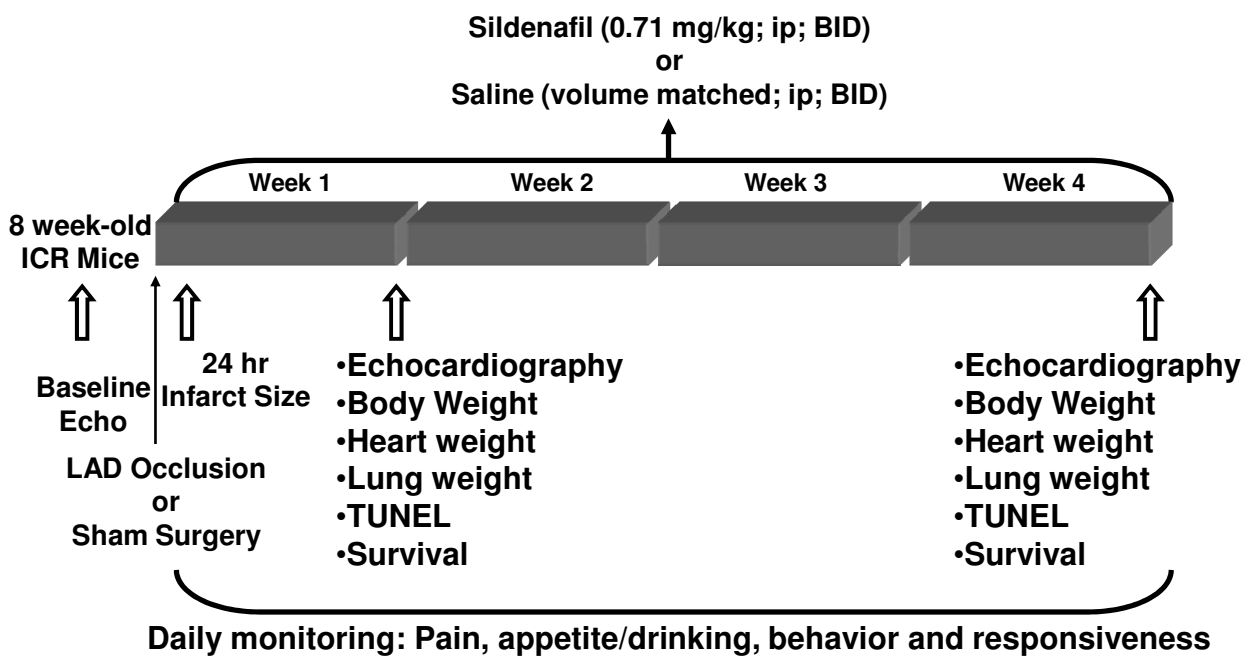 Sildenafil (0.71 mg/kg; ip; BID)
or
Saline (volume matched; ip; BID)
Week 1
Week 2
Week 3
Week 4
8 week-old
ICR Mice
Baseline
Echo
LAD Occlusion
or
Sham Surgery
24 hr
Infarct Size
•Echocardiography
•Body Weight
•Heart weight
•Lung weight
•TUNEL
•Survival
•Echocardiography
•Body Weight
•Heart weight
•Lung weight
•TUNEL
•Survival
Daily monitoring: Pain, appetite/drinking, behavior and responsiveness